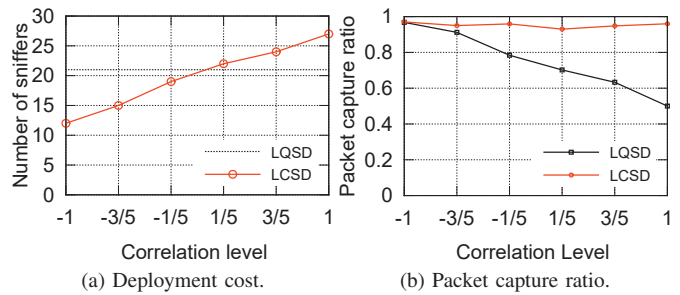 Number of sniffers
30
25
20
15
10
5
0
LQSD
LCSD
-1 -3/5 -1/5 1/5 3/5 1
Correlation level
(a) Deployment cost.
Packet capture ratio
1
0.8
0.6
0.4
0.2
0
LQSD
LCSD
-1 -3/5 -1/5 1/5 3/5 1
Correlation Level
(b) Packet capture ratio.